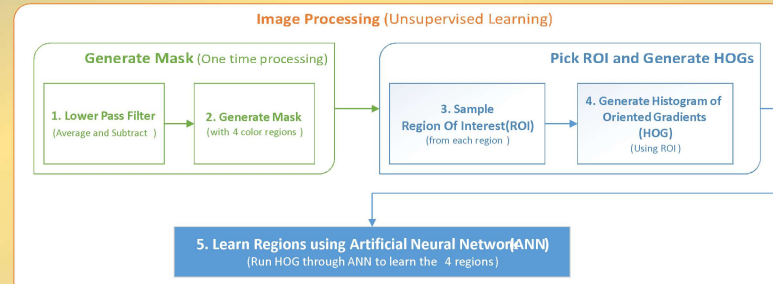 Image Processing (Unsupervised Learning)
Generate Mask (One time processing)
1. Lower Pass Filter
(Average and Subtract )
2. Generate Mask
(with 4 color regions )
Pick ROI and Generate HOGs
3. Sample
Region Of Interest(ROI)
(from each region )
4. Generate Histogram of
Oriented Gradients
(HOG)
(Using ROI )
5. Learn Regions using Artificial Neural Network(ANN)
(Run HOG through ANN to learn the 4 regions )